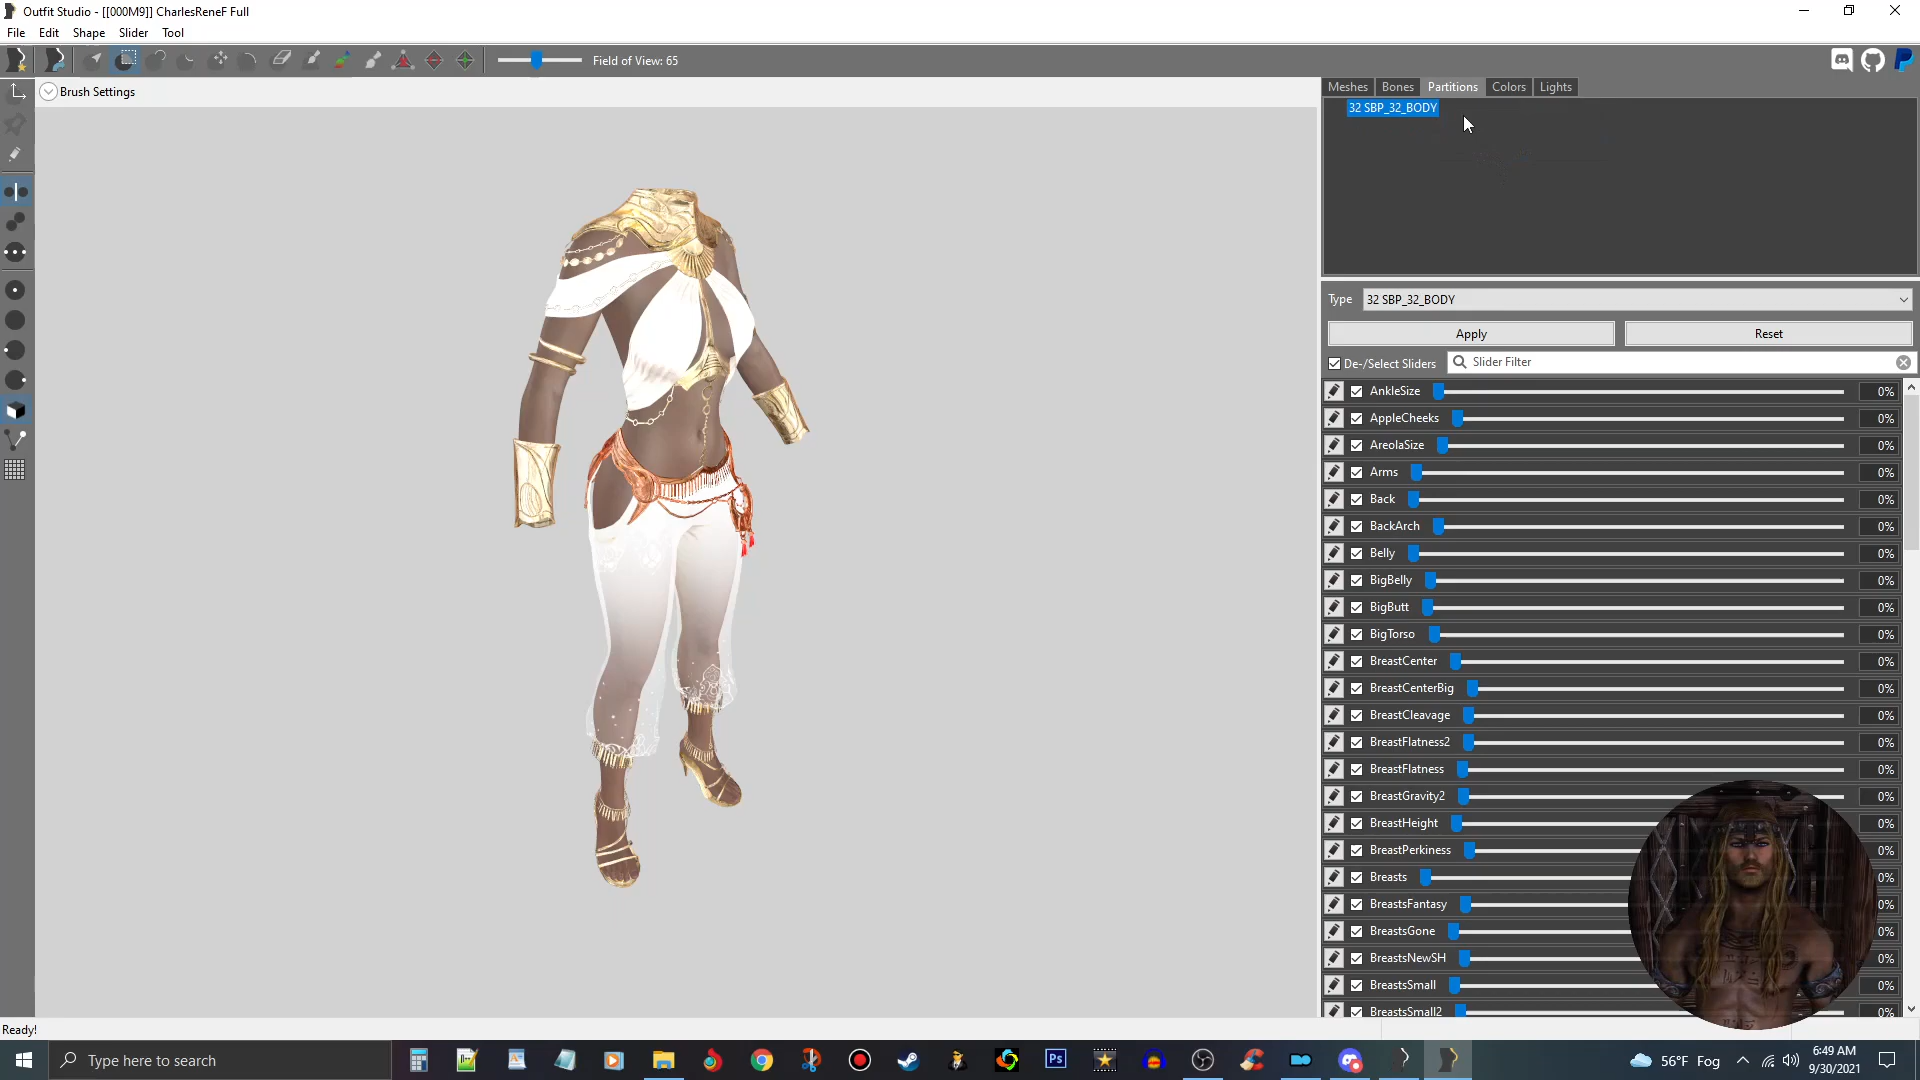 Outfit Studio - [[000M9]] CharlesReneF Full
File Edit Shape Slider Tool
Field of View: 65
Brush Settings
Meshes Bones Partitions Colors Lights
32 SBP_32_BODY
Type 32 SBP_32_BODY
Apply Reset
De-/Select Sliders Slider Filter
AnkleSize 0%
AppleCheeks 0%
AreolaSize 0%
Arms 0%
Back 0%
BackArch 0%
Belly 0%
BigBelly 0%
BigButt 0%
BigTorso 0%
BreastCenter 0%
BreastCenterBig 0%
BreastCleavage 0%
BreastFlatness2 0%
BreastFlatness 0%
BreastGravity2 0%
BreastHeight 0%
BreastPerkiness 0%
Breasts 0%
BreastsFantasy 0%
BreastsGone 0%
BreastsNewSH 0%
BreastsSmall 0%
BreastsSmall2 0%
Ready!
Type here to search
Ps
56°F Fog
6:49 AM
9/30/2021